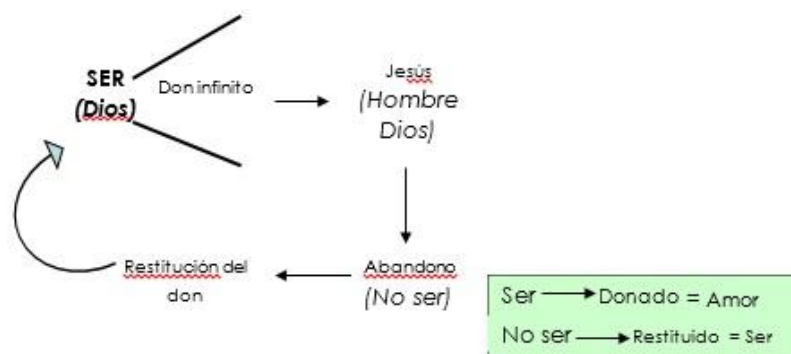 SER
(Dios)
Don infinito
Jesús
(Hombre
Dios)
Abandono
(No ser)
Restitución del
don
Ser Donado = Amor
No ser Restituido = Ser